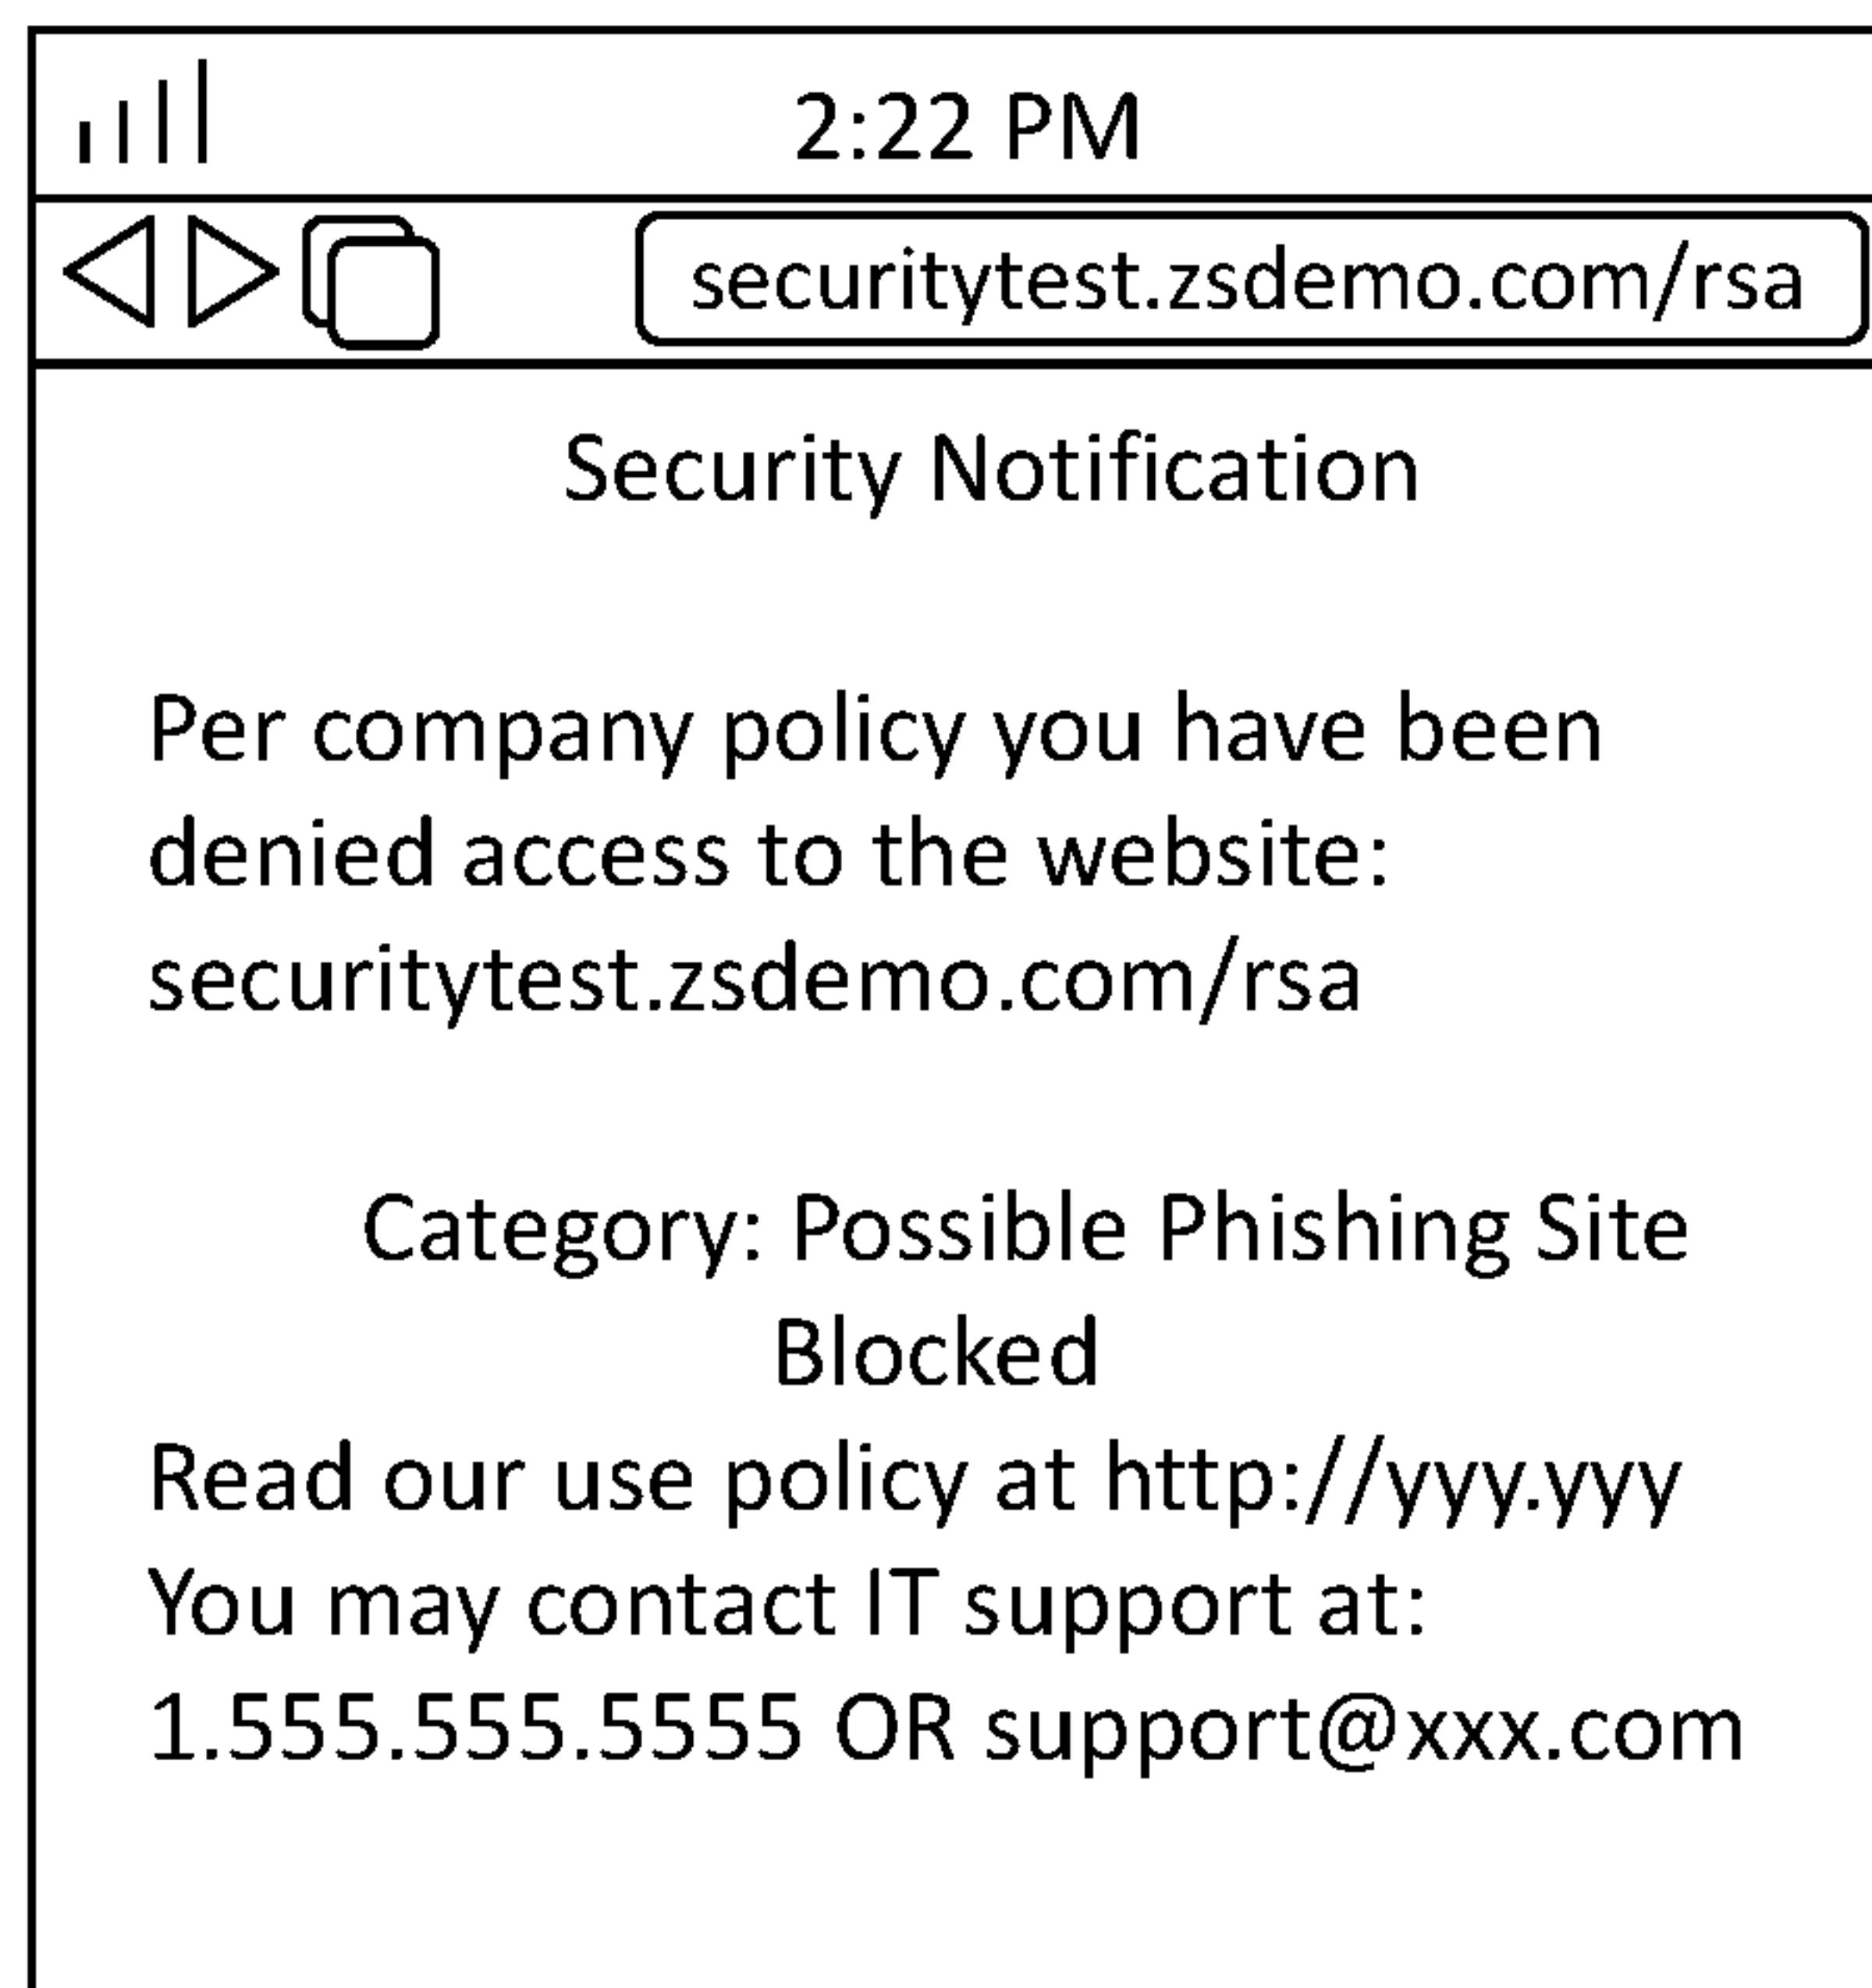 2:22 PM
securitytest.zsdemo.com/rsa
Security Notification
Per company policy you have been
denied access to the website:
securitytest.zsdemo.com/rsa
Category: Possible Phishing Site
Blocked
Read our use policy at http://yyy.yyy
You may contact IT support at:
1.555.555.5555 OR support@xxx.com